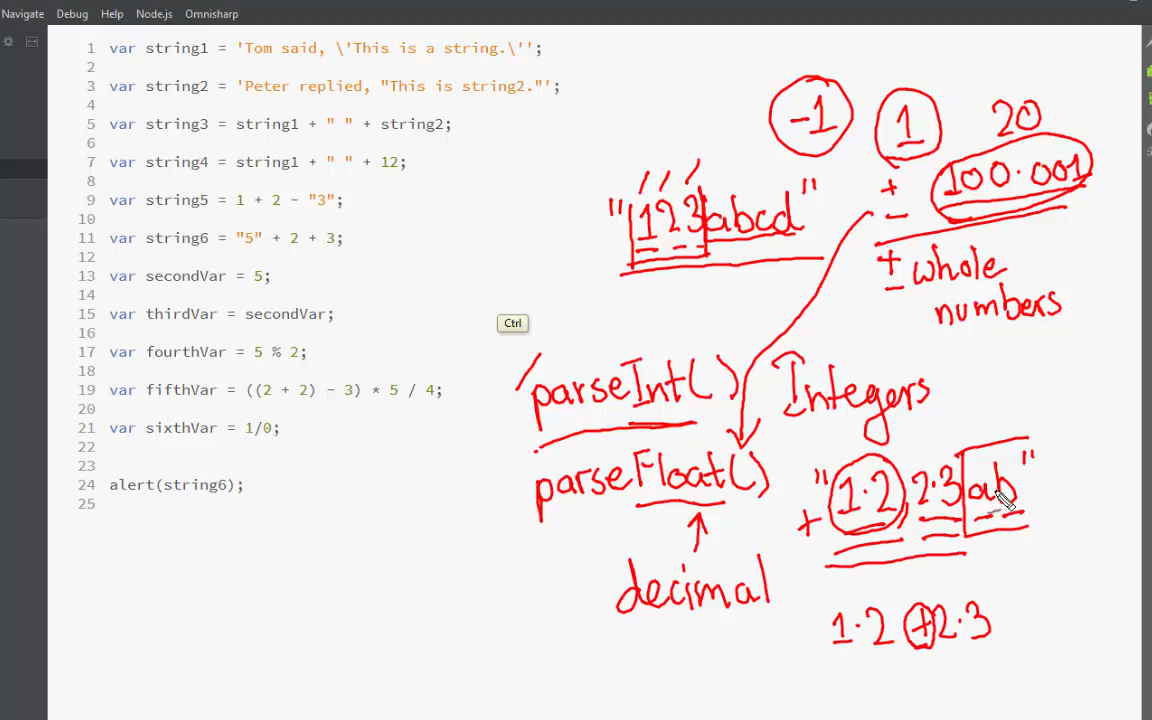 Navigate Debug Help Node.js Omnisharp
1 var string1 = 'Tom said, \'This is a string.\'';
2
3 var string2 = 'Peter replied, "This is string2."';
4
5 var string3 = string1 + " " + string2;
6
7 var string4 = string1 + " " + 12;
8
9 var string5 = 1 + 2 - "3";
10
11 var string6 = "5" + 2 + 3;
12
13 var secondVar = 5;
14
15 var thirdVar = secondVar;
16
17 var fourthVar = 5 % 2;
18
19 var fifthVar = ((2 + 2) - 3) * 5 / 4;
20
21 var sixthVar = 1/0;
22
23
24 alert(string6);
25
Ctrl
-1 1 20
+ 100.001
-
"123abcd"
± whole
numbers
parseInt() Integers
parseFloat()
+ "1.2, 2.3ab"
decimal
1.2 + 2.3